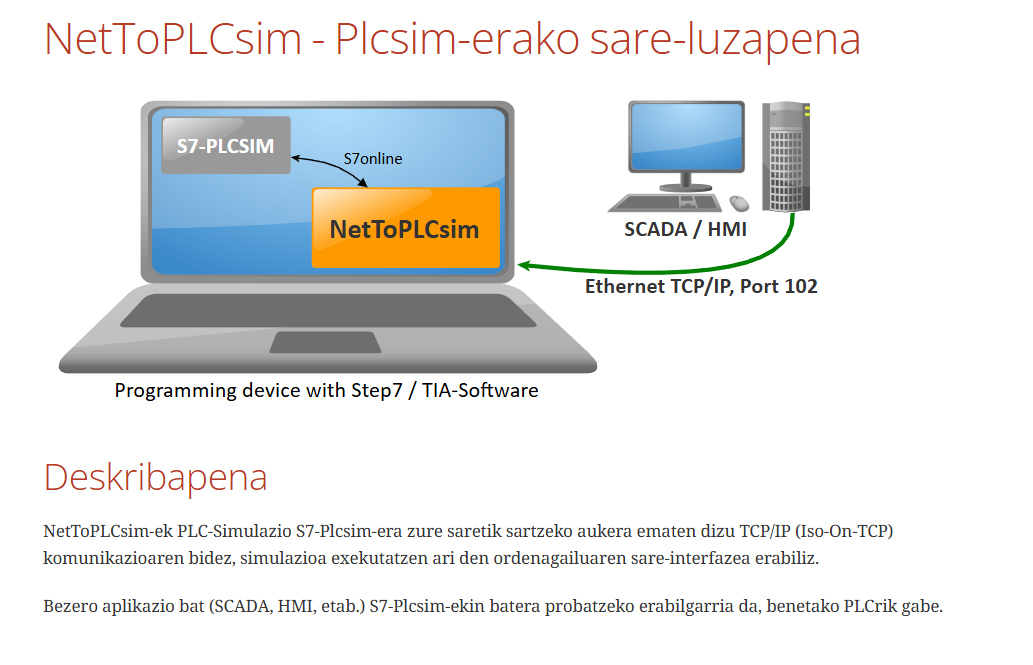 NetToPLCsim - Plcsim-erako sare-luzapena
S7-PLCSIM
S7online
NetToPLCsim
SCADA / HMI
Ethernet TCP/IP, Port 102
Programming device with Step7 / TIA-Software
Deskribapena
NetToPLCsim-ek PLC-Simulazio S7-Plcsim-era zure saretik sartzeko aukera ematen dizu TCP/IP (Iso-On-TCP)
komunikazioaren bidez, simulazioa exekutatzen ari den ordenagailuaren sare-interfazea erabiliz.
Bezero aplikazio bat (SCADA, HMI, etab.) S7-Plcsim-ekin batera probatzeko erabilgarria da, benetako PLCrik gabe.